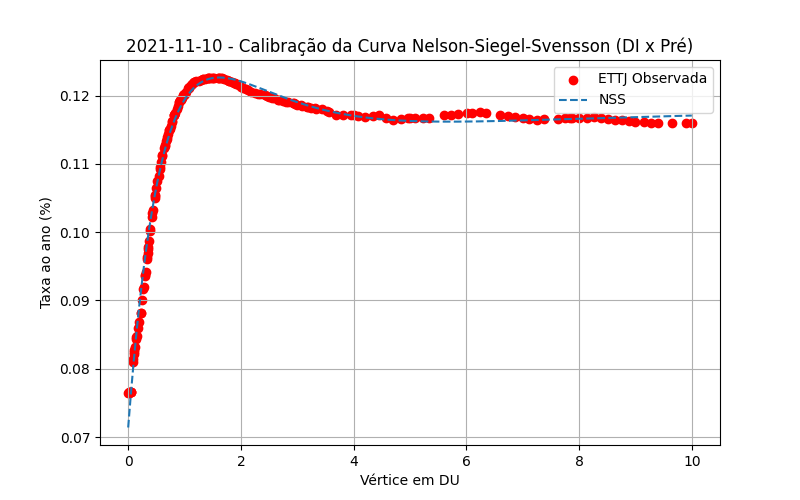 2021-11-10 - Calibração da Curva Nelson-Siegel-Svensson (DI x Pré)
ETTJ Observada
NSS
Taxa ao ano (%)
0.12
0.11
0.10
0.09
0.08
0.07
0
2
4
6
8
10
Vértice em DU